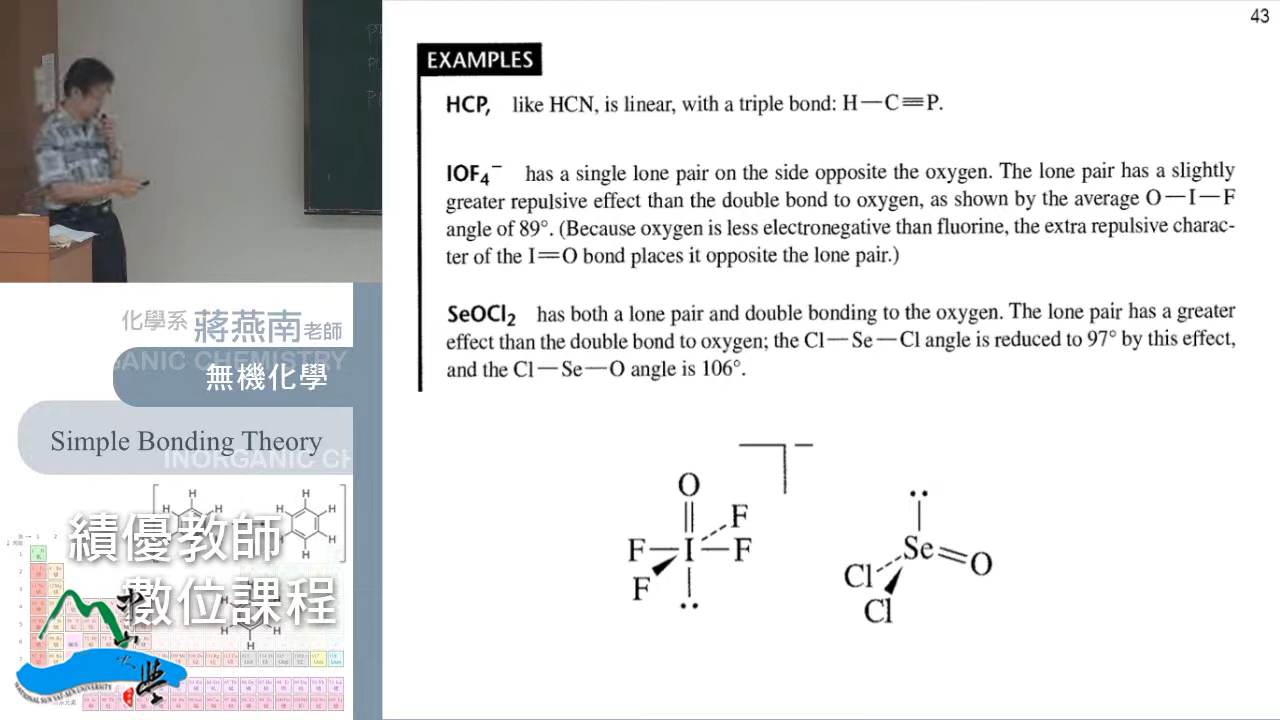 43
EXAMPLES
HCP, like HCN, is linear, with a triple bond: H—C≡P.
IOF₄⁻ has a single lone pair on the side opposite the oxygen. The lone pair has a slightly
greater repulsive effect than the double bond to oxygen, as shown by the average O—I—F
angle of 89°. (Because oxygen is less electronegative than fluorine, the extra repulsive charac-
ter of the I=O bond places it opposite the lone pair.)
SeOCl₂ has both a lone pair and double bonding to the oxygen. The lone pair has a greater
effect than the double bond to oxygen; the Cl—Se—Cl angle is reduced to 97° by this effect,
and the Cl—Se—O angle is 106°.
O
F
F—I—F
F
Se
O
Cl
Cl
化學系 蔣燕南老師
ANIC CHEMISTRY
無機化學
Simple Bonding Theory
INORGANIC CH
績優教師
數位課程
NATIONAL SUN YAT-SEN UNIVERSITY